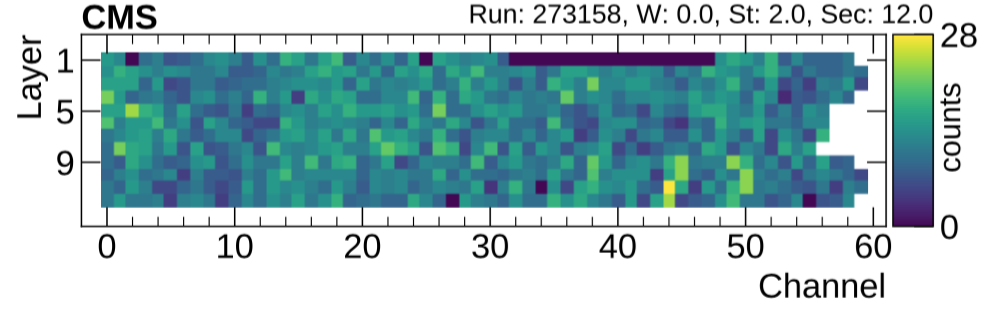 CMS
Run: 273158, W: 0.0, St: 2.0, Sec: 12.0
Layer
1
5
9
0 10 20 30 40 50 60
Channel
28
counts
0